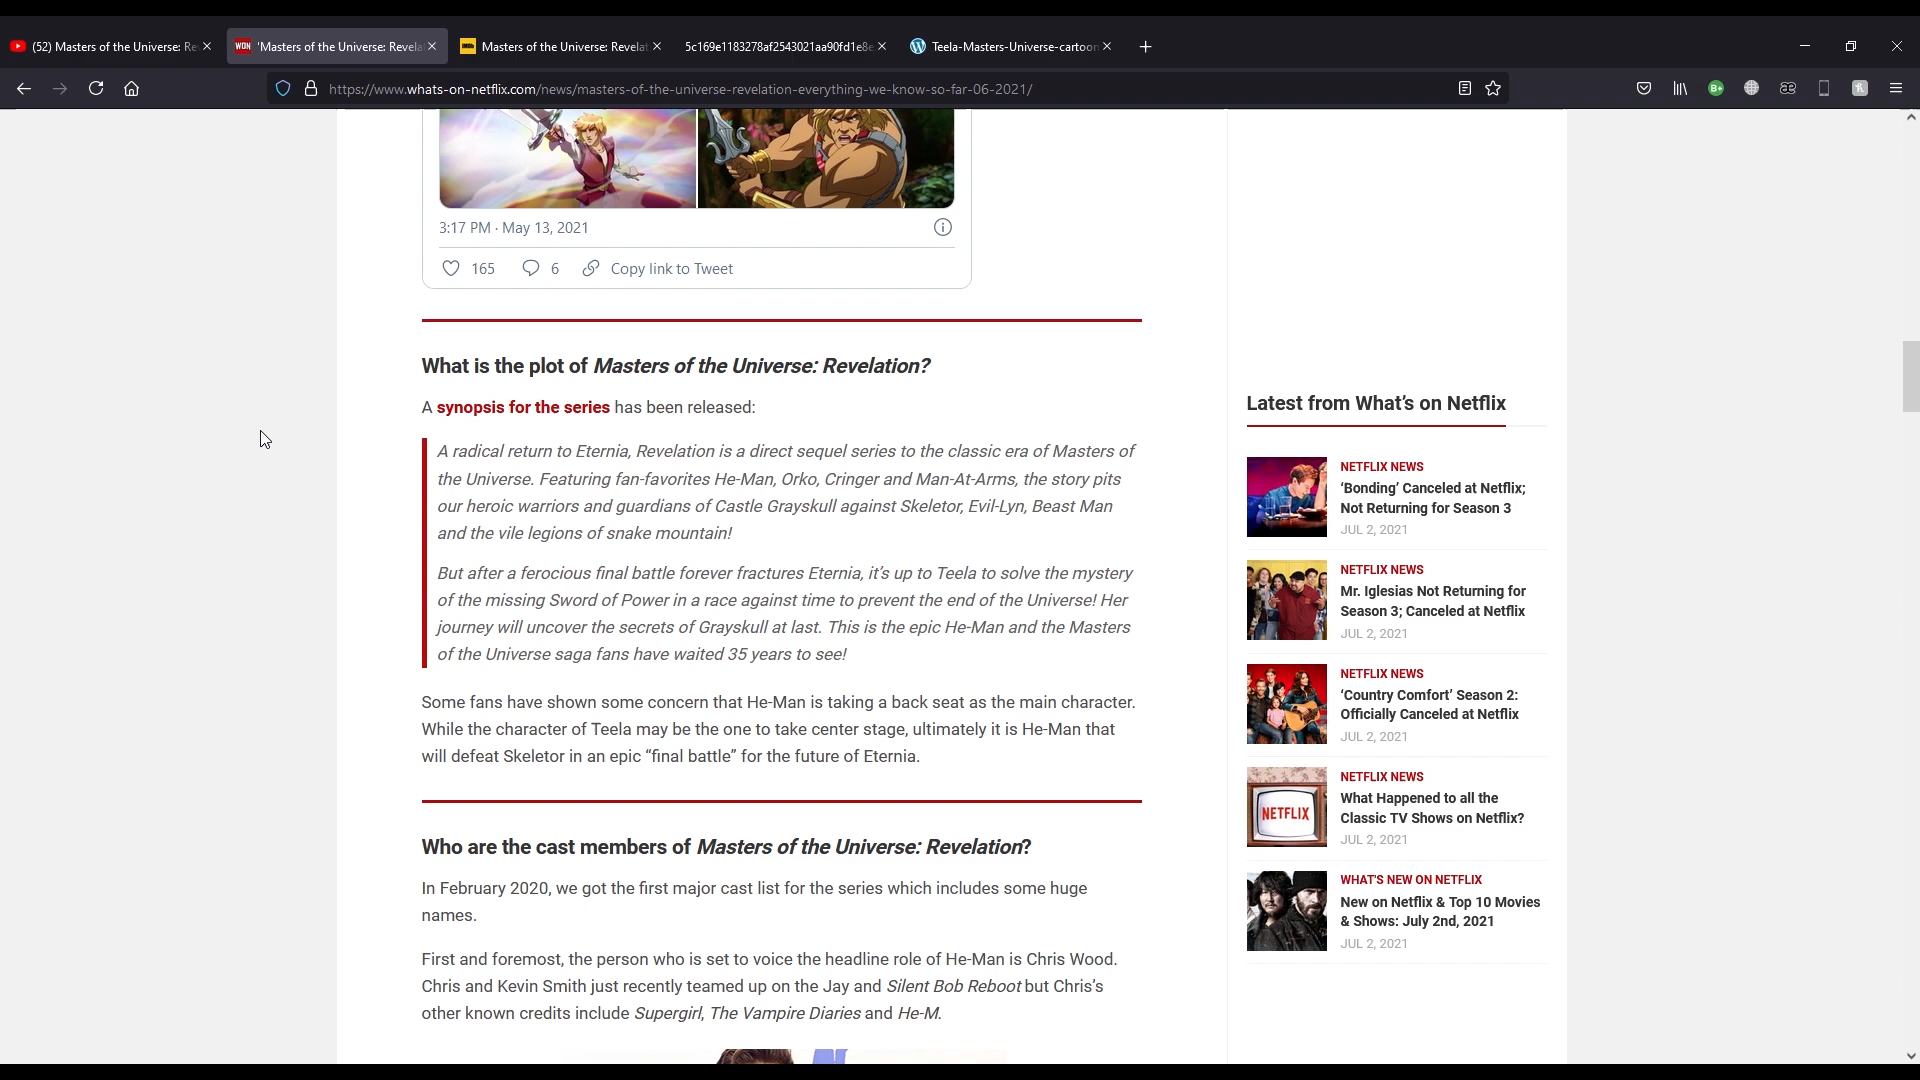 (52) Masters of the Universe: Re
WON 'Masters of the Universe: Revela
IMDb Masters of the Universe: Revelat
5c169e1183278af2543021aa90fd1e8e
Teela-Masters-Universe-cartoon
https://www.whats-on-netflix.com/news/masters-of-the-universe-revelation-everything-we-know-so-far-06-2021/
3:17 PM · May 13, 2021
165 6 Copy link to Tweet
What is the plot of Masters of the Universe: Revelation?
A synopsis for the series has been released:
A radical return to Eternia, Revelation is a direct sequel series to the classic era of Masters of
the Universe. Featuring fan-favorites He-Man, Orko, Cringer and Man-At-Arms, the story pits
our heroic warriors and guardians of Castle Grayskull against Skeletor, Evil-Lyn, Beast Man
and the vile legions of snake mountain!
But after a ferocious final battle forever fractures Eternia, it's up to Teela to solve the mystery
of the missing Sword of Power in a race against time to prevent the end of the Universe! Her
journey will uncover the secrets of Grayskull at last. This is the epic He-Man and the Masters
of the Universe saga fans have waited 35 years to see!
Some fans have shown some concern that He-Man is taking a back seat as the main character.
While the character of Teela may be the one to take center stage, ultimately it is He-Man that
will defeat Skeletor in an epic “final battle” for the future of Eternia.
Who are the cast members of Masters of the Universe: Revelation?
In February 2020, we got the first major cast list for the series which includes some huge
names.
First and foremost, the person who is set to voice the headline role of He-Man is Chris Wood.
Chris and Kevin Smith just recently teamed up on the Jay and Silent Bob Reboot but Chris's
other known credits include Supergirl, The Vampire Diaries and He-M.
Latest from What's on Netflix
NETFLIX NEWS
‘Bonding’ Canceled at Netflix;
Not Returning for Season 3
JUL 2, 2021
NETFLIX NEWS
Mr. Iglesias Not Returning for
Season 3; Canceled at Netflix
JUL 2, 2021
NETFLIX NEWS
‘Country Comfort’ Season 2:
Officially Canceled at Netflix
JUL 2, 2021
NETFLIX
NETFLIX NEWS
What Happened to all the
Classic TV Shows on Netflix?
JUL 2, 2021
WHAT'S NEW ON NETFLIX
New on Netflix & Top 10 Movies
& Shows: July 2nd, 2021
JUL 2, 2021